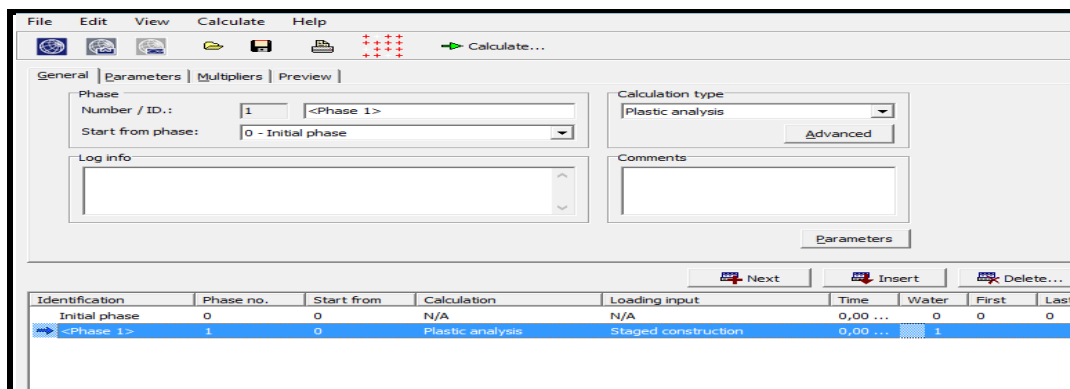 File Edit View Calculate Help
Calculate...
General Parameters Multipliers Preview
Phase Calculation type
Number / ID.: 1 <Phase 1> Plastic analysis
Start from phase: 0 - Initial phase Advanced
Log info Comments
Parameters
Next Insert Delete...
Identification Phase no. Start from Calculation Loading input Time Water First Las
Initial phase 0 0 N/A N/A 0,00 ... 0 0 0
<Phase 1> 1 0 Plastic analysis Staged construction 0,00 ... 1